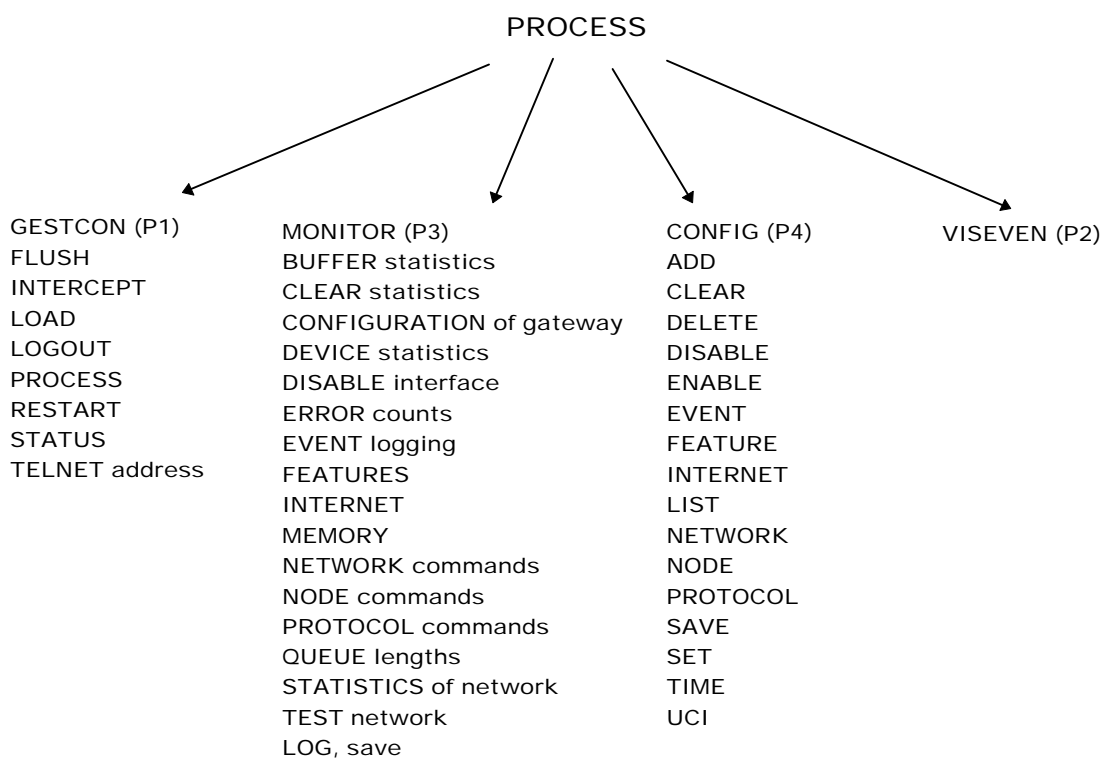 PROCESS
GESTCON (P1)
FLUSH
INTERCEPT
LOAD
LOGOUT
PROCESS
RESTART
STATUS
TELNET address
MONITOR (P3)
BUFFER statistics
CLEAR statistics
CONFIGURATION of gateway
DEVICE statistics
DISABLE interface
ERROR counts
EVENT logging
FEATURES
INTERNET
MEMORY
NETWORK commands
NODE commands
PROTOCOL commands
QUEUE lengths
STATISTICS of network
TEST network
LOG, save
CONFIG (P4)
ADD
CLEAR
DELETE
DISABLE
ENABLE
EVENT
FEATURE
INTERNET
LIST
NETWORK
NODE
PROTOCOL
SAVE
SET
TIME
UCI
VISEVEN (P2)